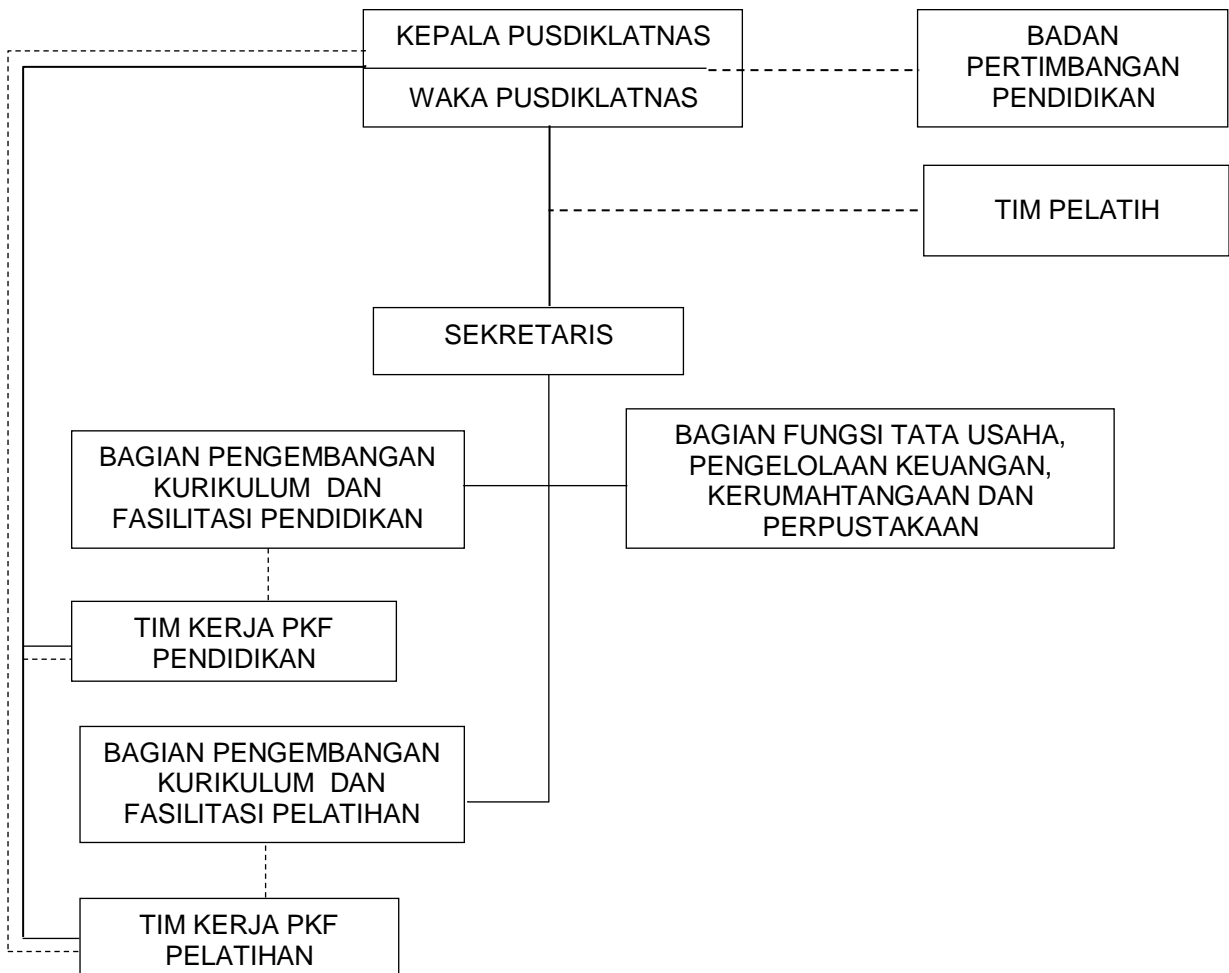 KEPALA PUSDIKLATNAS
WAKA PUSDIKLATNAS
BADAN
PERTIMBANGAN
PENDIDIKAN
TIM PELATIH
SEKRETARIS
BAGIAN PENGEMBANGAN
KURIKULUM DAN
FASILITASI PENDIDIKAN
BAGIAN FUNGSI TATA USAHA,
PENGELOLAAN KEUANGAN,
KERUMAHTANGAAN DAN
PERPUSTAKAAN
TIM KERJA PKF
PENDIDIKAN
BAGIAN PENGEMBANGAN
KURIKULUM DAN
FASILITASI PELATIHAN
TIM KERJA PKF
PELATIHAN